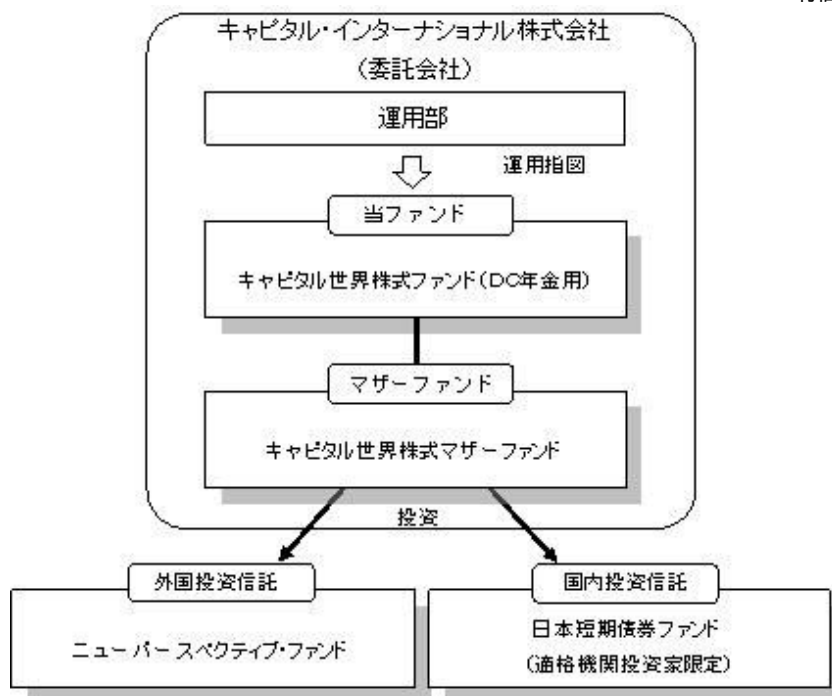 キャピタル・インターナショナル株式会社
(委託会社)
運用部
運用指図
当ファンド
キャピタル世界株式ファンド(DC年金用)
マザーファンド
キャピタル世界株式マザーファンド
投資
外国投資信託
ニューパースペクティブ・ファンド
国内投資信託
日本短期債券ファンド
(適格機関投資家限定)